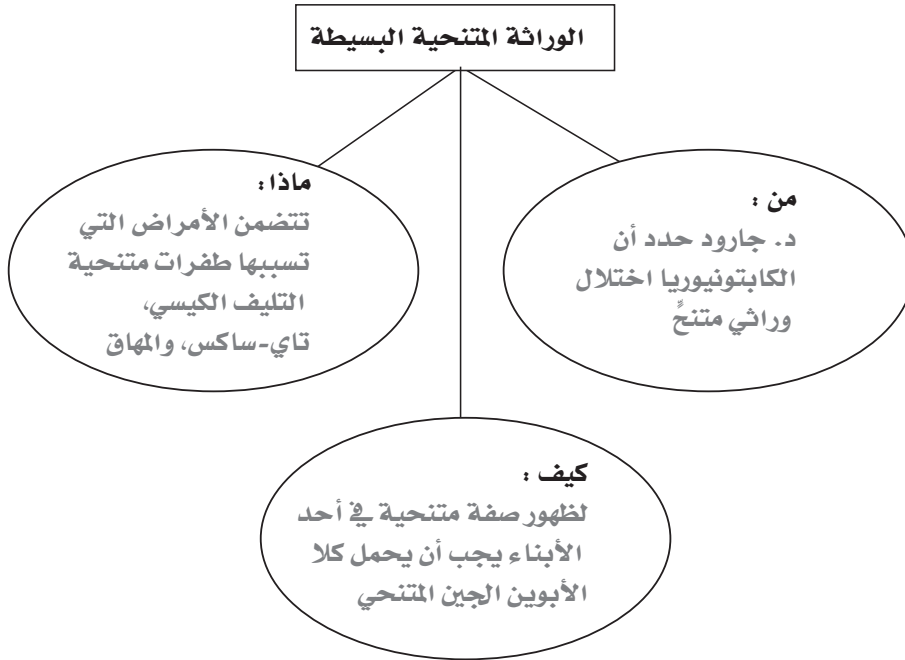 الوراثة المتنحية البسيطة
من :
د. جارود حدد أن
الكابتونيوريا اختلال
وراثي متنحٍّ
ماذا :
تتضمن الأمراض التي
تسببها طفرات متنحية
التليف الكيسي،
تاي-ساكس، والمهاق
كيف :
لظهور صفة متنحية في أحد
الأبناء يجب أن يحمل كلا
الأبوين الجين المتنحي